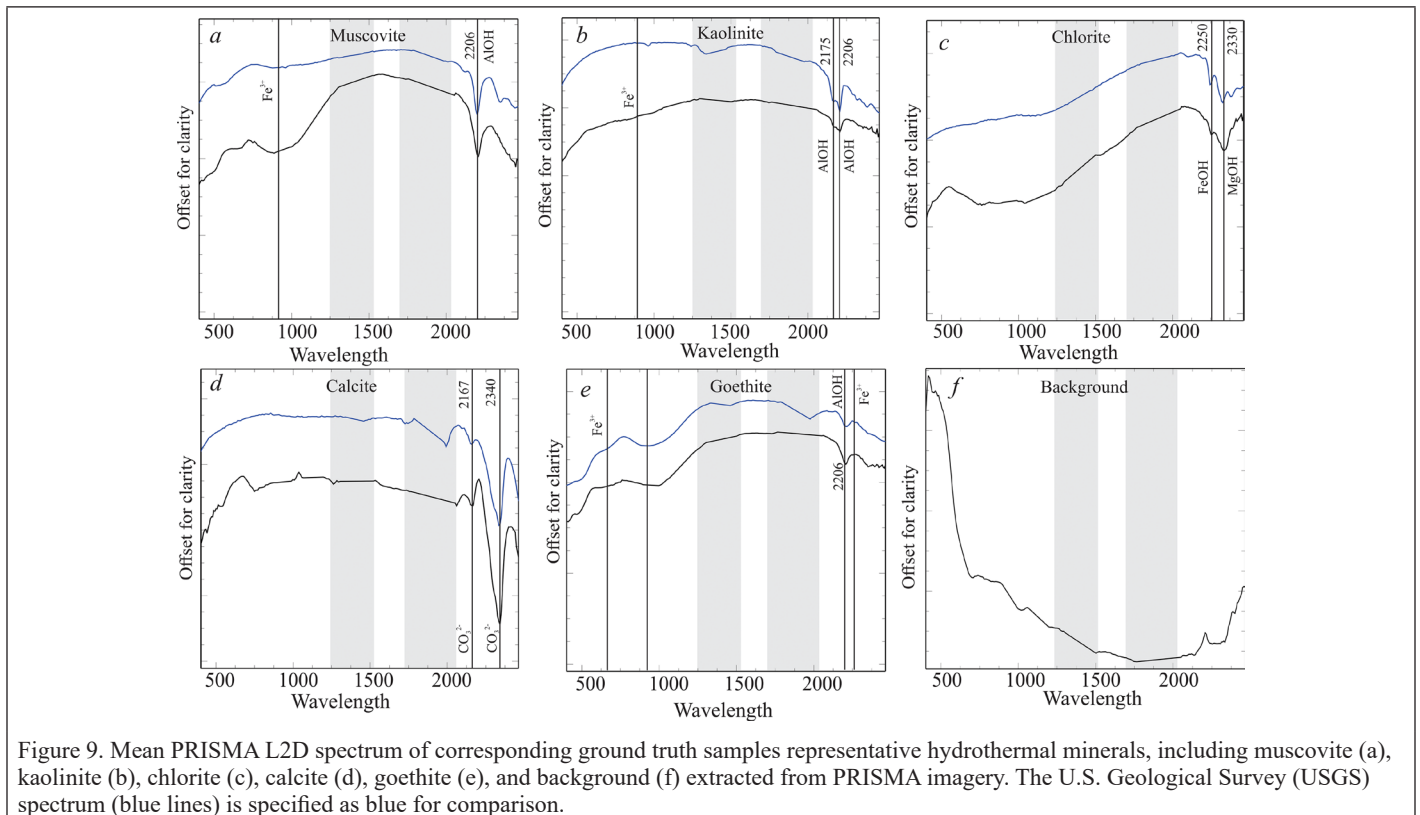 a
Muscovite
2206
AlOH
Fe³⁺
Offset for clarity
500 1000 1500 2000
Wavelength
b
Kaolinite
2175
2206
Fe³⁺
AlOH
AlOH
Offset for clarity
500 1000 1500 2000
Wavelength
c
Chlorite
2250
2330
FeOH
MgOH
Offset for clarity
500 1000 1500 2000
Wavelength
d
Calcite
2167
2340
CO₃²⁻
CO₃²⁻
Offset for clarity
500 1000 1500 2000
Wavelength
e
Goethite
Fe³⁺
AlOH
Fe³⁺
2206
Offset for clarity
500 1000 1500 2000
Wavelength
f
Background
Offset for clarity
500 1000 1500 2000
Wavelength
Figure 9. Mean PRISMA L2D spectrum of corresponding ground truth samples representative hydrothermal minerals, including muscovite (a),
kaolinite (b), chlorite (c), calcite (d), goethite (e), and background (f) extracted from PRISMA imagery. The U.S. Geological Survey (USGS)
spectrum (blue lines) is specified as blue for comparison.